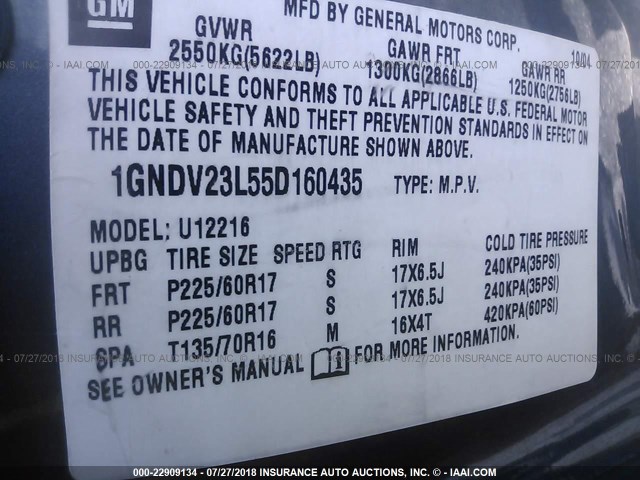 GM
MFD BY GENERAL MOTORS CORP.
10/04
GVWR
2550KG(5622LB)
GAWR FRT
1300KG(2866LB)
GAWR RR
1250KG(2756LB)
THIS VEHICLE CONFORMS TO ALL APPLICABLE U.S. FEDERAL MOTOR
VEHICLE SAFETY AND THEFT PREVENTION STANDARDS IN EFFECT ON
THE DATE OF MANUFACTURE SHOWN ABOVE.
1GNDV23L55D160435 TYPE: M.P.V.
MODEL: U12216
UPBG TIRE SIZE SPEED RTG RIM COLD TIRE PRESSURE
FRT P225/60R17 S 17X6.5J 240KPA(35PSI)
RR P225/60R17 S 17X6.5J 240KPA(35PSI)
SPA T135/70R16 M 16X4T 420KPA(60PSI)
SEE OWNER'S MANUAL i FOR MORE INFORMATION.
000-22909134 - 07/27/2018 INSURANCE AUTO AUCTIONS, INC. © - IAAI.COM